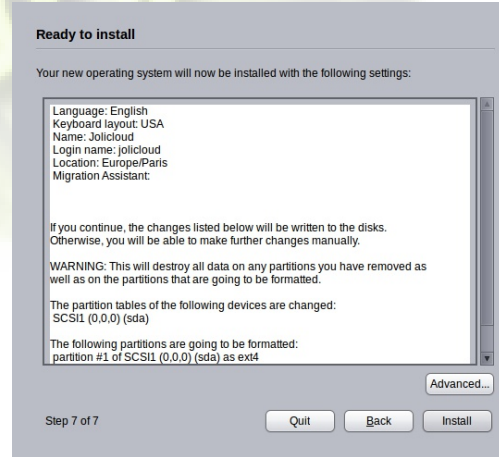 Ready to install
Your new operating system will now be installed with the following settings:
Language: English
Keyboard layout: USA
Name: Jolicloud
Login name: jolicloud
Location: Europe/Paris
Migration Assistant:
If you continue, the changes listed below will be written to the disks.
Otherwise, you will be able to make further changes manually.
WARNING: This will destroy all data on any partitions you have removed as
well as on the partitions that are going to be formatted.
The partition tables of the following devices are changed:
SCSI1 (0,0,0) (sda)
The following partitions are going to be formatted:
partition #1 of SCSI1 (0,0,0) (sda) as ext4
Advanced...
Step 7 of 7
Quit
Back
Install